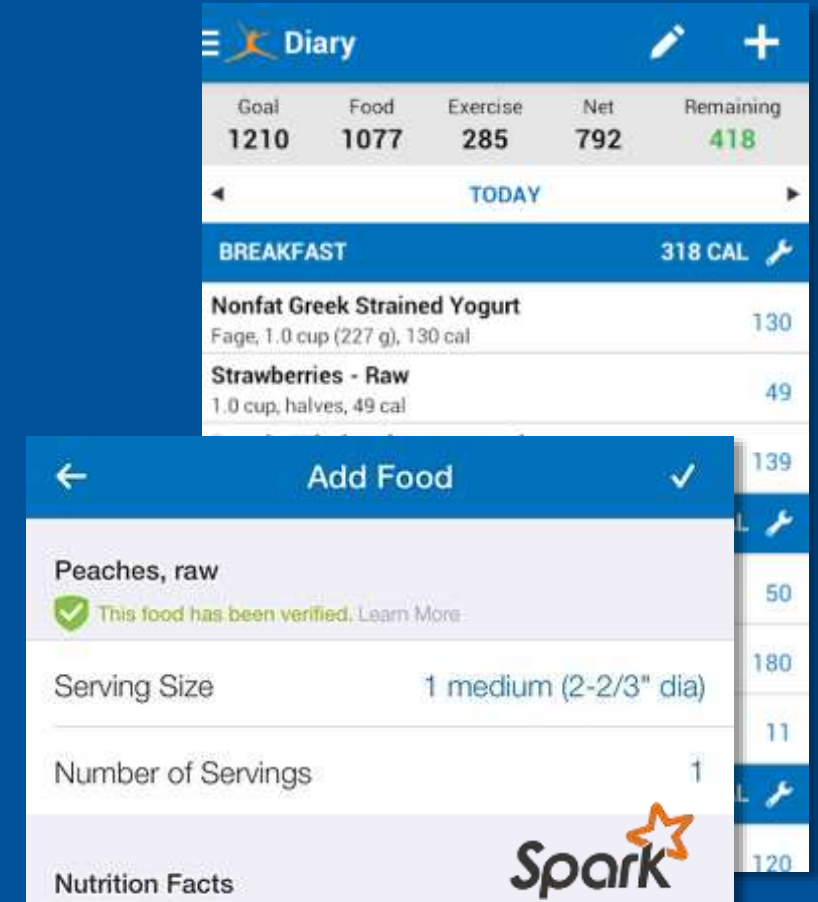 Diary
Goal Food Exercise Net Remaining
1210 1077 285 792 418
TODAY
BREAKFAST 318 CAL
Nonfat Greek Strained Yogurt 130
Fage, 1.0 cup (227 g), 130 cal
Strawberries - Raw 49
1.0 cup, halves, 49 cal
139
50
180
11
120
Add Food
Peaches, raw
This food has been verified. Learn More
Serving Size 1 medium (2-2/3" dia)
Number of Servings 1
Nutrition Facts
Spark